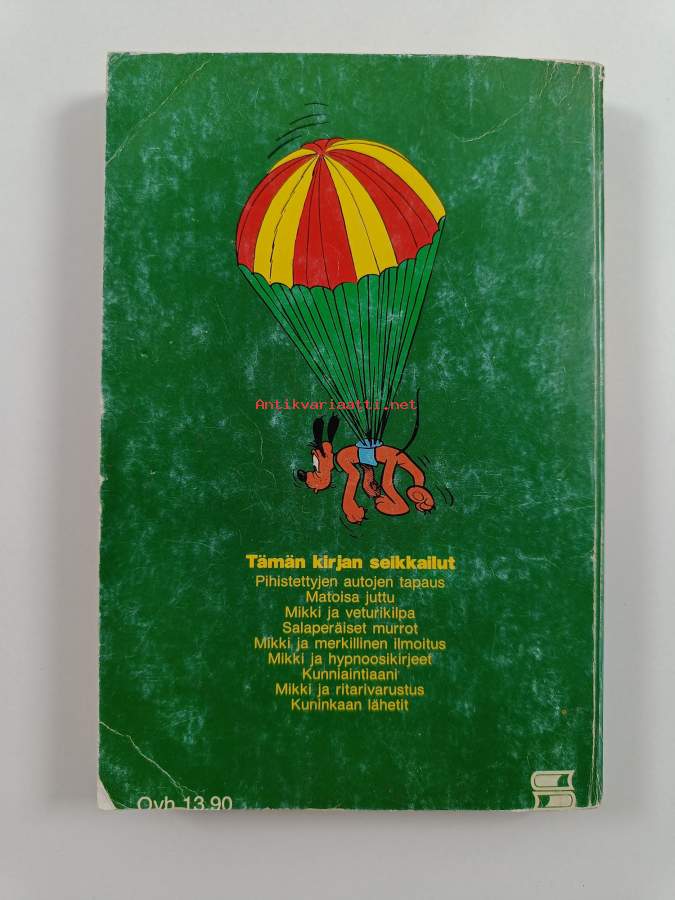 Antikvariaatti.net
Tämän kirjan seikkailut
Pihistettyjen autojen tapaus
Matoisa juttu
Mikki ja veturikilpa
Salaperäiset murrot
Mikki ja merkillinen ilmoitus
Mikki ja hypnoosikirjeet
Kunniaintiaani
Mikki ja ritarivarustus
Kuninkaan lähetit
Ovh 13,90